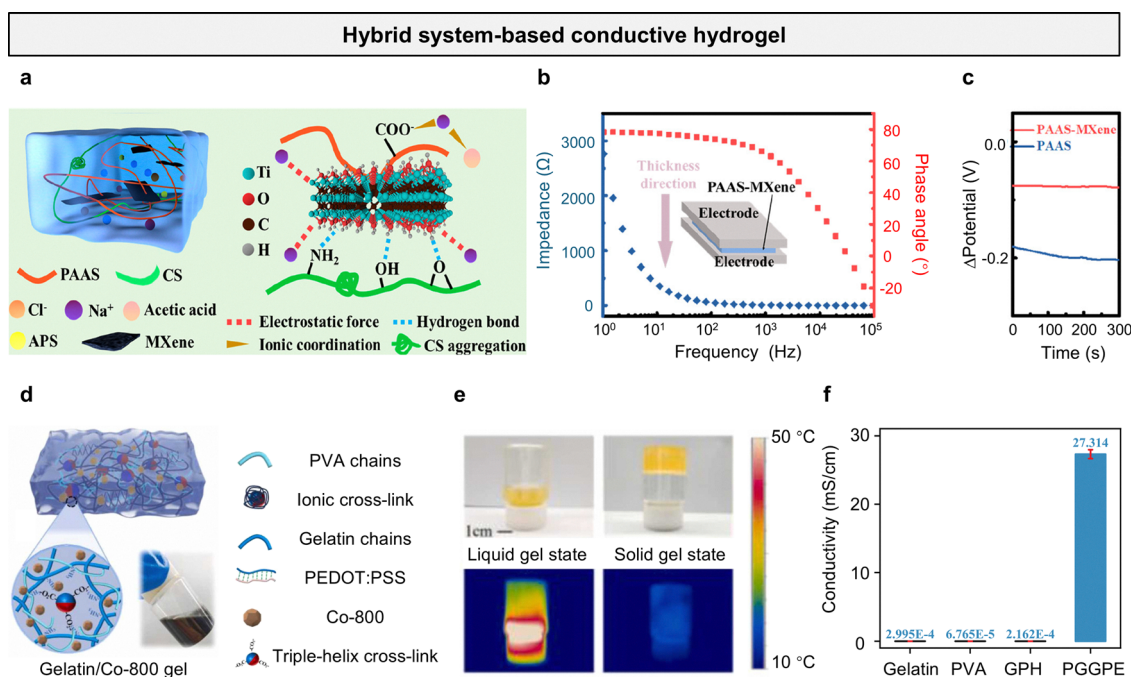 Hybrid system-based conductive hydrogel
a
COO-
Ti
O
C
H
NH2
OH
O
PAAS
CS
Cl-
Na+
Acetic acid
APS
MXene
Electrostatic force
Hydrogen bond
Ionic coordination
CS aggregation
b
Impedance (Ω)
3000
2000
1000
0
Thickness
direction
PAAS-MXene
Electrode
Electrode
80
60
40
20
0
-20
Phase angle (°)
10⁰
10¹
10²
10³
10⁴
10⁵
Frequency (Hz)
c
PAAS-MXene
PAAS
ΔPotential (V)
0.0
-0.2
0
100
200
300
Time (s)
d
PVA chains
Ionic cross-link
Gelatin chains
PEDOT:PSS
Co-800
Triple-helix cross-link
Gelatin/Co-800 gel
e
1cm
Liquid gel state
Solid gel state
50 °C
10 °C
f
Conductivity (mS/cm)
30
20
10
0
2.995E-4
6.765E-5
2.162E-4
27.314
Gelatin
PVA
GPH
PGGPE